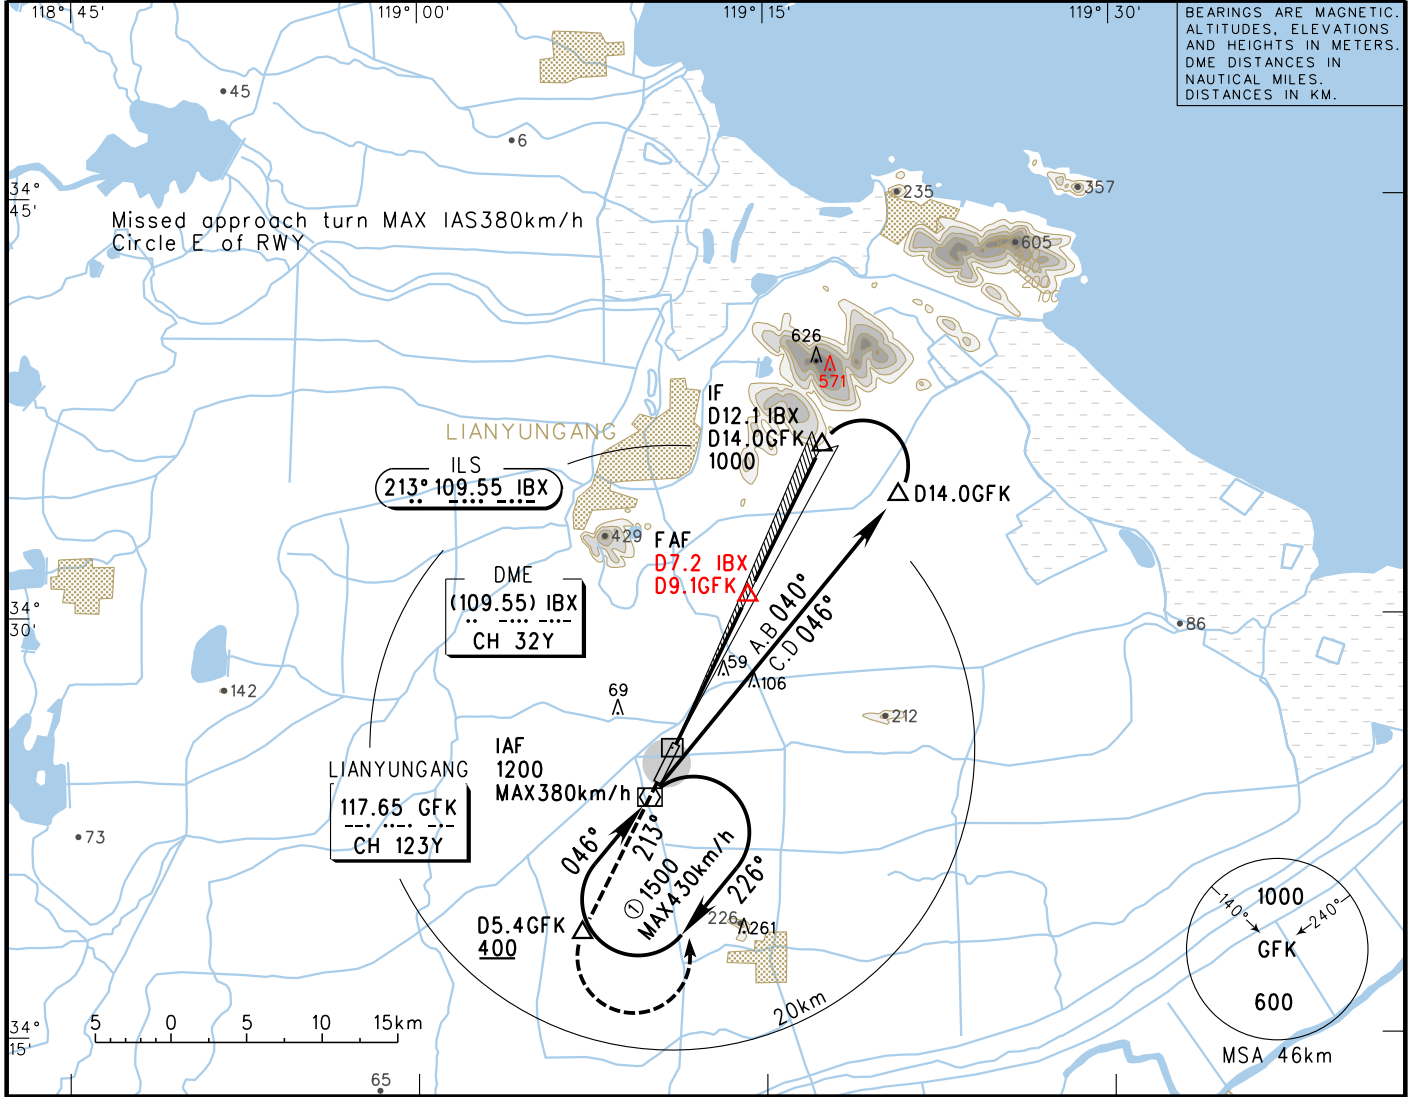 118° 45'
119° 00'
119° 15'
119° 30'
BEARINGS ARE MAGNETIC.
ALTITUDES, ELEVATIONS
AND HEIGHTS IN METERS.
DME DISTANCES IN
NAUTICAL MILES.
DISTANCES IN KM.
45
6
34°
45'
235
357
Missed approach turn MAX IAS380km/h
Circle E of RWY
605
200
100
626
571
IF
D12.1 IBX
D14.0GFK
1000
LIANYUNGANG
ILS
213° 109.55 IBX
D14.0GFK
429
FAF
D7.2 IBX
D9.1GFK
DME
(109.55) IBX
CH 32Y
34°
30'
A.B 040°
C.D 046°
86
59
106
142
69
212
IAF
1200
MAX380km/h
LIANYUNGANG
117.65 GFK
CH 123Y
73
046°
213°
① 1500
MAX430km/h
226°
226
261
D5.4GFK
400
1000
140°
240°
GFK
600
MSA 46km
20km
34°
15'
5 0 5 10 15km
65